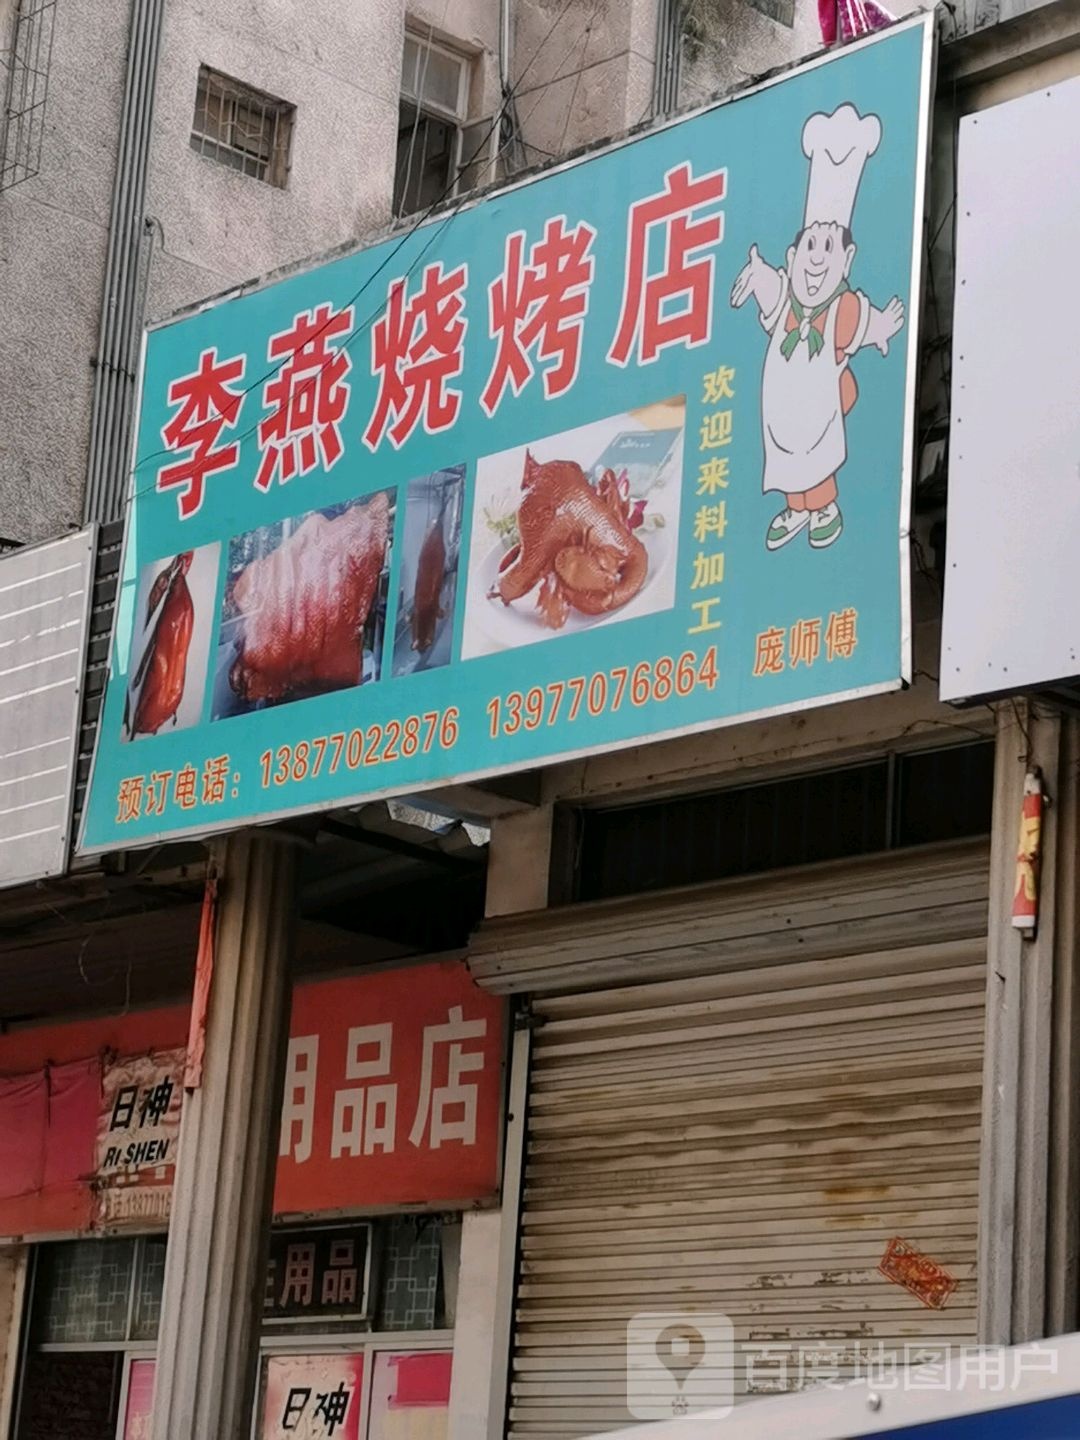 李燕烧烤店
欢迎来料加工
预订电话：13877022876 13977076864 庞师傅
用品店
日神
RI SHEN
用品
日神
百度地图用户